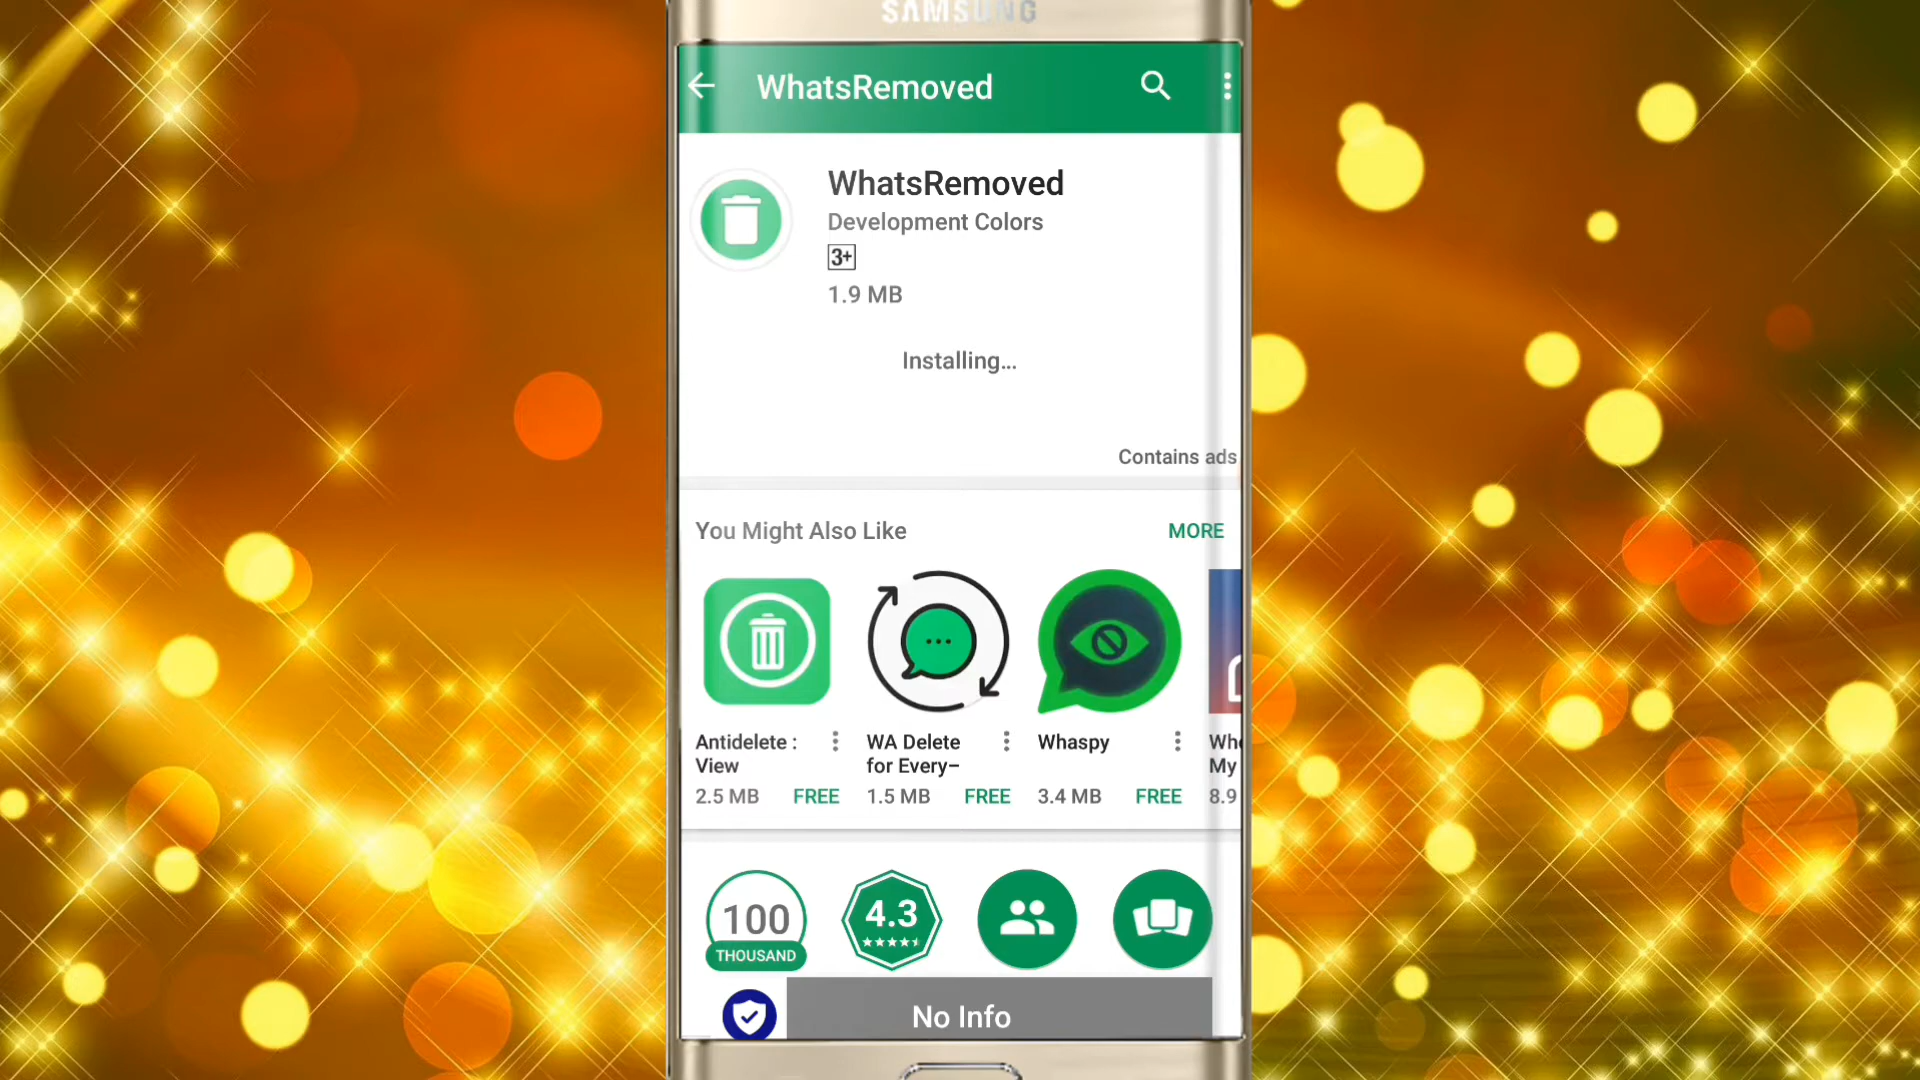 SAMSUNG
WhatsRemoved
WhatsRemoved
Development Colors
3+
1.9 MB
Installing...
Contains ads
You Might Also Like
MORE
Antidelete :
View
2.5 MB
FREE
WA Delete
for Every–
1.5 MB
FREE
Whaspy
3.4 MB
FREE
My
8.9
100
THOUSAND
4.3
No Info